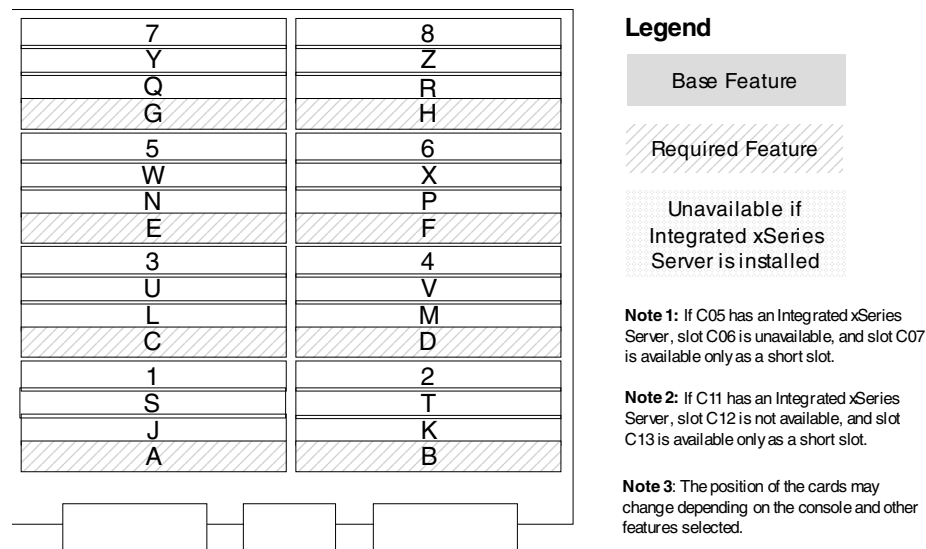 7 8
Y Z
Q R
G H
5 6
W X
N P
E F
3 4
U V
L M
C D
1 2
S T
J K
A B
Legend
Base Feature
Required Feature
Unavailable if
Integrated xSeries
Server is installed
Note 1: If C05 has an Integrated xSeries
Server, slot C06 is unavailable, and slot C07
is available only as a short slot.
Note 2: If C11 has an Integrated xSeries
Server, slot C12 is not available, and slot
C13 is available only as a short slot.
Note 3: The position of the cards may
change depending on the console and other
features selected.